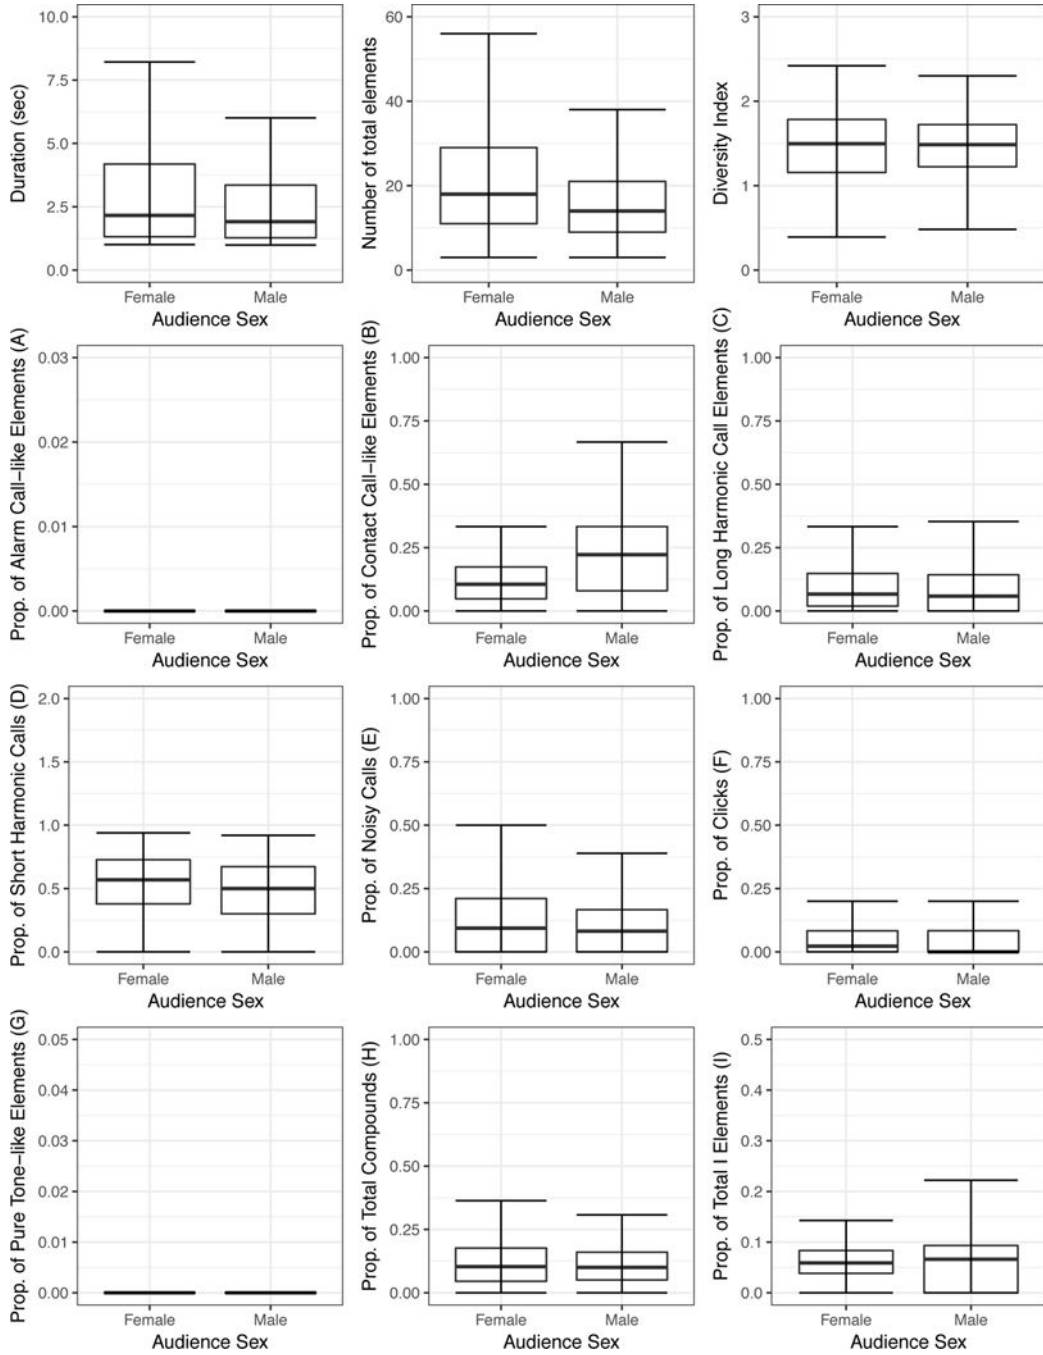 Duration (sec)
10.0
7.5
5.0
2.5
0.0
Female Male
Audience Sex
Number of total elements
60
40
20
0
Female Male
Audience Sex
Diversity Index
3
2
1
0
Female Male
Audience Sex
Prop. of Alarm Call-like Elements (A)
0.03
0.02
0.01
0.00
Female Male
Audience Sex
Prop. of Contact Call-like Elements (B)
1.00
0.75
0.50
0.25
0.00
Female Male
Audience Sex
Prop. of Long Harmonic Call Elements (C)
1.00
0.75
0.50
0.25
0.00
Female Male
Audience Sex
Prop. of Short Harmonic Calls (D)
2.0
1.5
1.0
0.5
0.0
Female Male
Audience Sex
Prop. of Noisy Calls (E)
1.00
0.75
0.50
0.25
0.00
Female Male
Audience Sex
Prop. of Clicks (F)
1.00
0.75
0.50
0.25
0.00
Female Male
Audience Sex
Prop. of Pure Tone-like Elements (G)
0.05
0.04
0.03
0.02
0.01
0.00
Female Male
Audience Sex
Prop. of Total Compounds (H)
1.00
0.75
0.50
0.25
0.00
Female Male
Audience Sex
Prop. of Total I Elements (I)
0.5
0.4
0.3
0.2
0.1
0.0
Female Male
Audience Sex